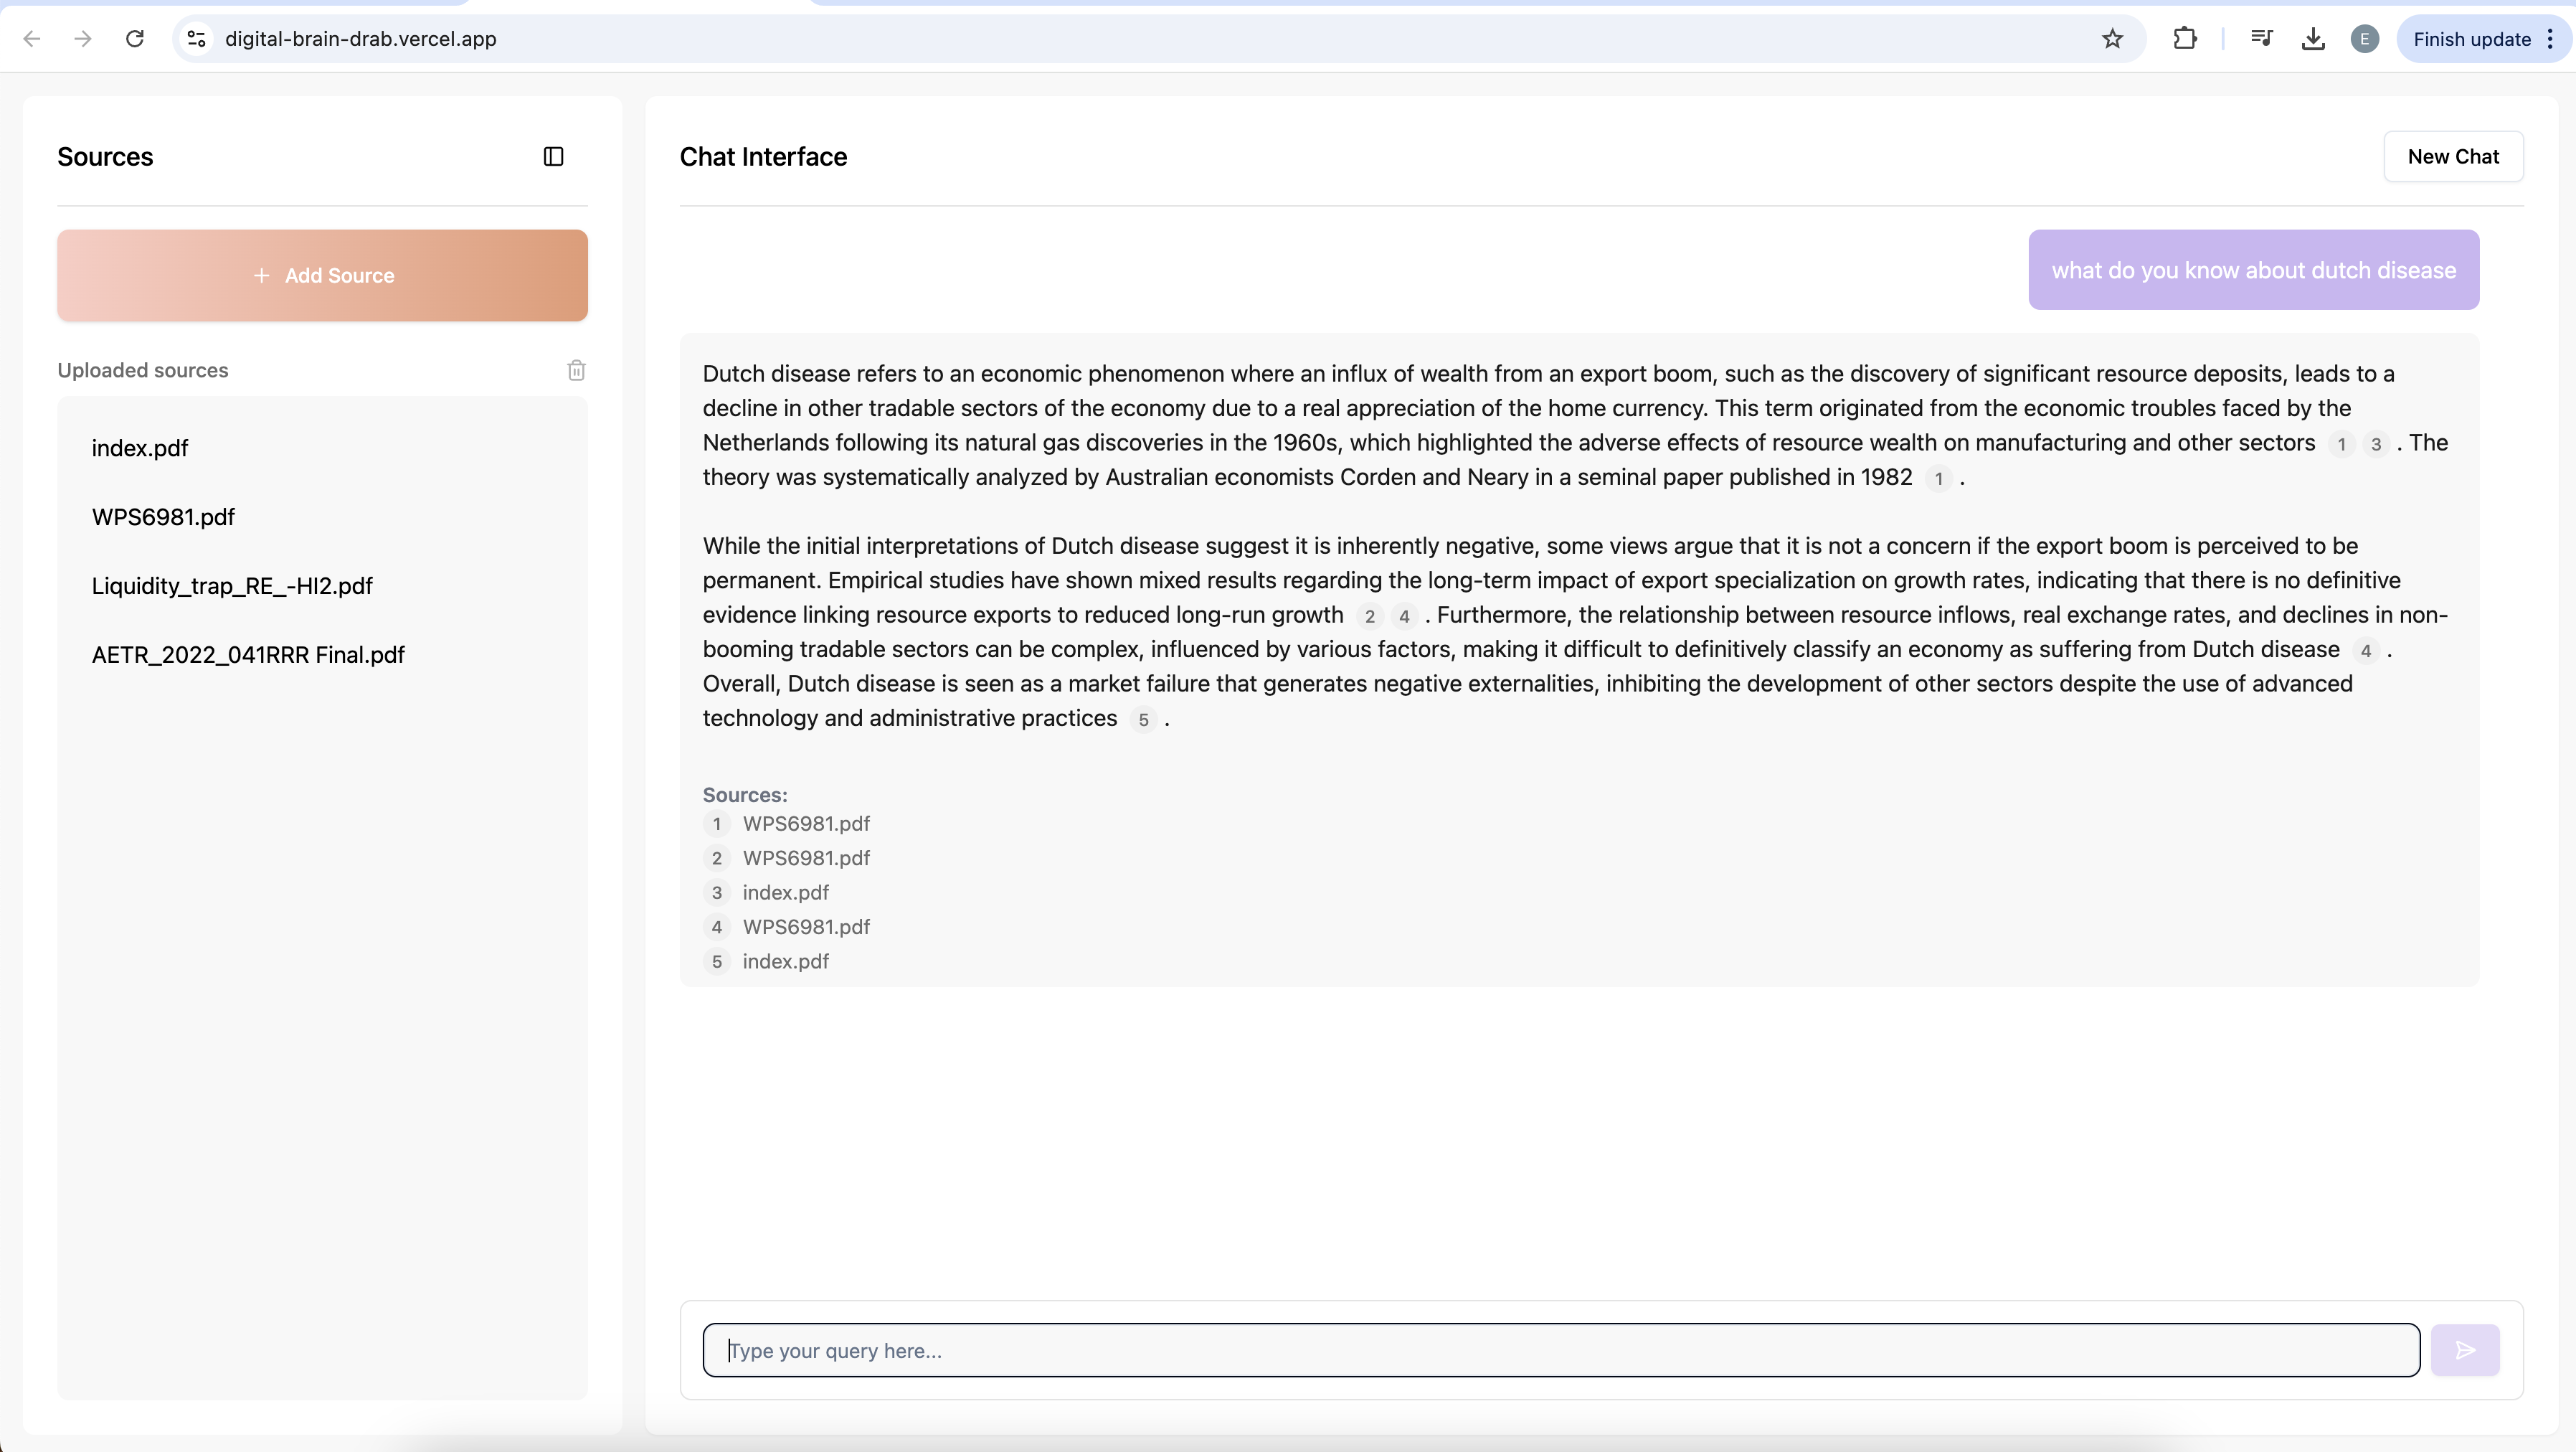 digital-brain-drab.vercel.app
E
Finish update
Sources
Add Source
Uploaded sources
index.pdf
WPS6981.pdf
Liquidity_trap_RE_-HI2.pdf
AETR_2022_041RRR Final.pdf
Chat Interface
New Chat
what do you know about dutch disease
Dutch disease refers to an economic phenomenon where an influx of wealth from an export boom, such as the discovery of significant resource deposits, leads to a
decline in other tradable sectors of the economy due to a real appreciation of the home currency. This term originated from the economic troubles faced by the
Netherlands following its natural gas discoveries in the 1960s, which highlighted the adverse effects of resource wealth on manufacturing and other sectors 1 3 . The
theory was systematically analyzed by Australian economists Corden and Neary in a seminal paper published in 1982 1 .
While the initial interpretations of Dutch disease suggest it is inherently negative, some views argue that it is not a concern if the export boom is perceived to be
permanent. Empirical studies have shown mixed results regarding the long-term impact of export specialization on growth rates, indicating that there is no definitive
evidence linking resource exports to reduced long-run growth 2 4 . Furthermore, the relationship between resource inflows, real exchange rates, and declines in non-
booming tradable sectors can be complex, influenced by various factors, making it difficult to definitively classify an economy as suffering from Dutch disease 4 .
Overall, Dutch disease is seen as a market failure that generates negative externalities, inhibiting the development of other sectors despite the use of advanced
technology and administrative practices 5 .
Sources:
1 WPS6981.pdf
2 WPS6981.pdf
3 index.pdf
4 WPS6981.pdf
5 index.pdf
Type your query here...